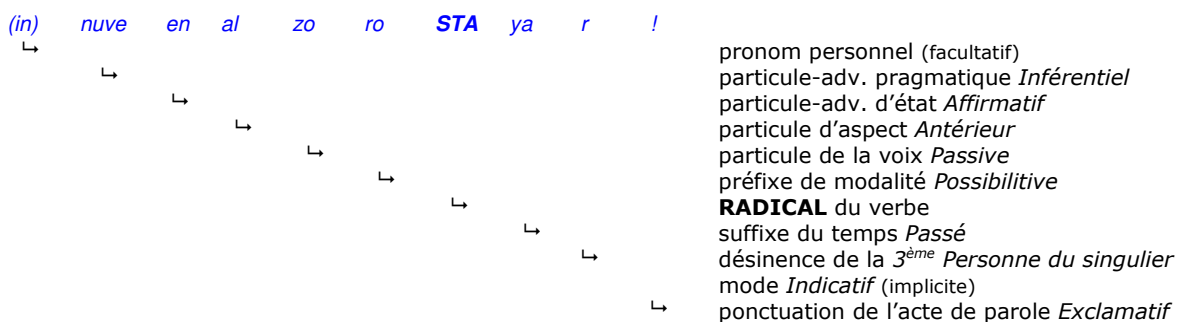 (in) nuve en al zo ro STA ya r !
↳ pronom personnel (facultatif)
↳ particule-adv. pragmatique Inférentiel
↳ particule-adv. d'état Affirmatif
↳ particule d'aspect Antérieur
↳ particule de la voix Passive
↳ préfixe de modalité Possibilitive
↳ RADICAL du verbe
↳ suffixe du temps Passé
↳ désinence de la 3ème Personne du singulier
mode Indicatif (implicite)
↳ ponctuation de l'acte de parole Exclamatif